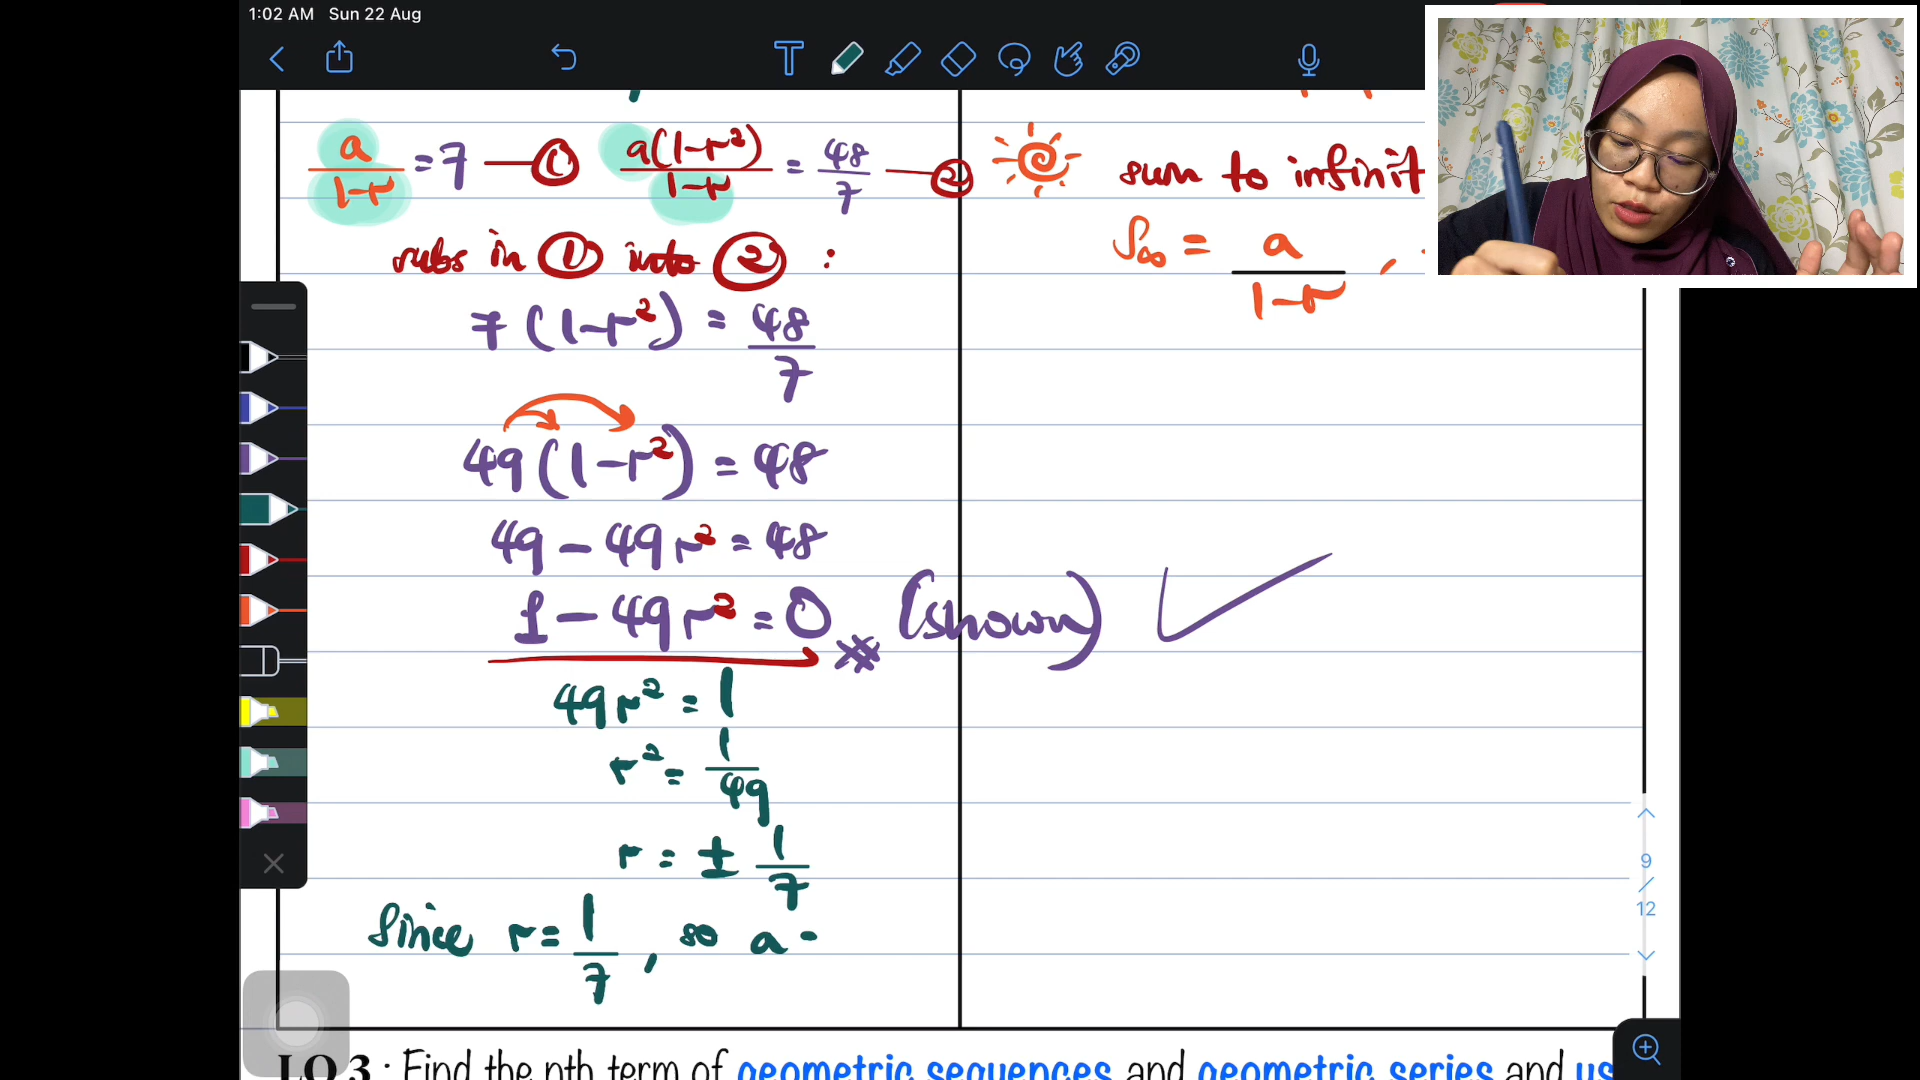 1:02 AM Sun 22 Aug
a/1-r = 7 — ① a(1-r²)/1-r = 48/7 — ②
subs in ① into ② :
7(1-r²) = 48/7
49(1-r²) = 48
49 - 49r² = 48
1 - 49r² = 0 (shown)
49r² = 1
r² = 1/49
r = ± 1/7
Since r = 1/7, so a -
sum to infinit
S∞ = a/1-r ,
9/12
LO 3 : Find the nth term of geometric sequences and geometric series and us